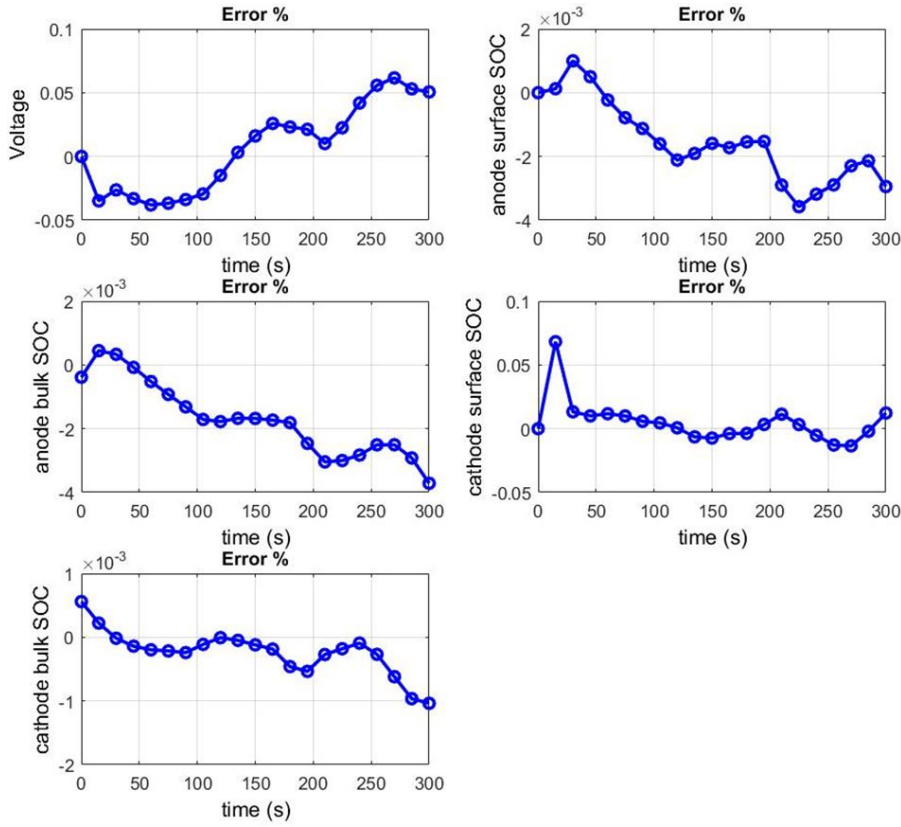 Error %
0.1
0.05
0
-0.05
Voltage
0 50 100 150 200 250 300
time (s)
×10-3
Error %
2
0
-2
-4
anode surface SOC
0 50 100 150 200 250 300
time (s)
×10-3
Error %
2
0
-2
-4
anode bulk SOC
0 50 100 150 200 250 300
time (s)
Error %
0.1
0.05
0
-0.05
cathode surface SOC
0 50 100 150 200 250 300
time (s)
×10-3
Error %
1
0
-1
-2
cathode bulk SOC
0 50 100 150 200 250 300
time (s)